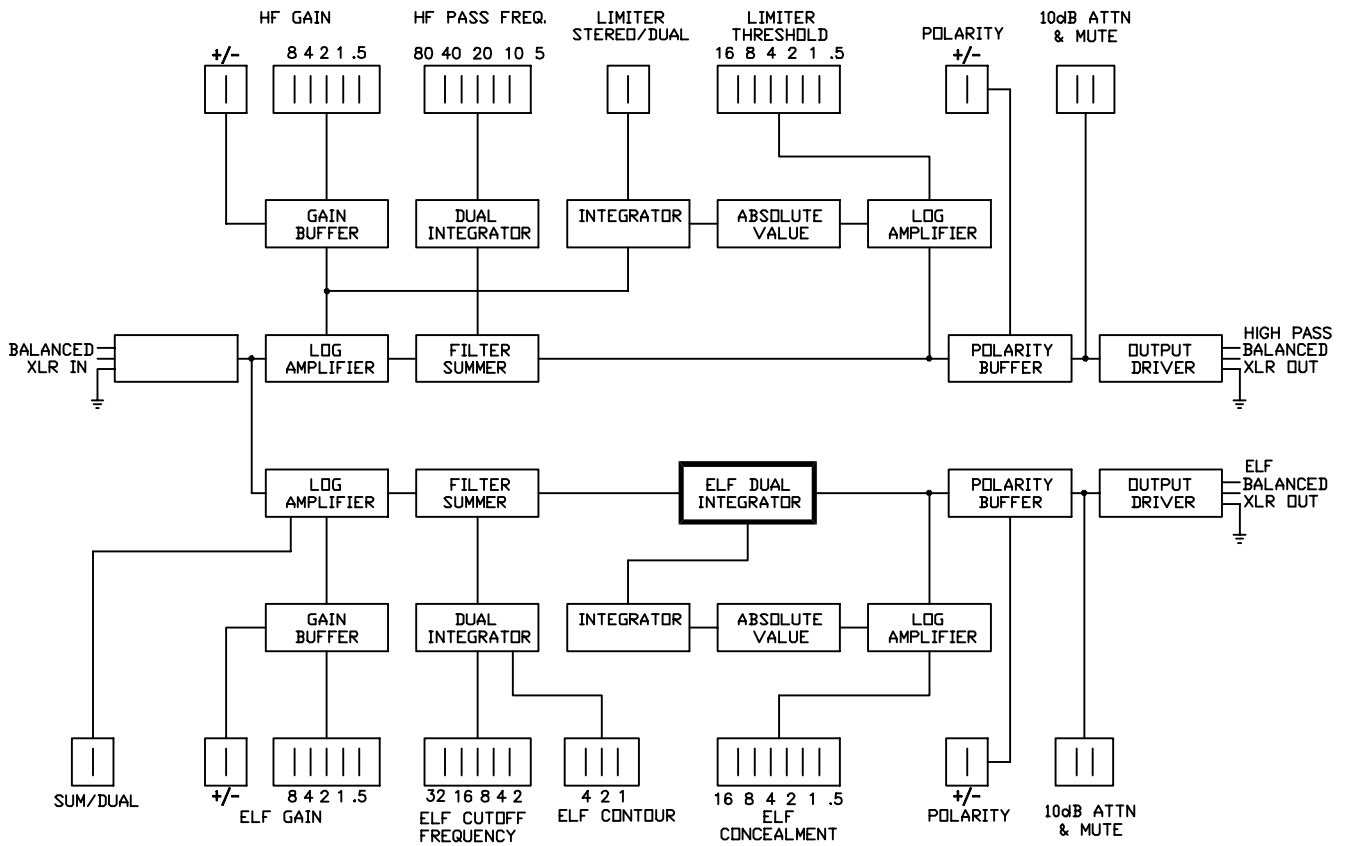 HF GAIN
HF PASS FREQ.
LIMITER
STEREO/DUAL
LIMITER
THRESHOLD
POLARITY
10dB ATTN
& MUTE
+/-
8 4 2 1 .5
80 40 20 10 5
16 8 4 2 1 .5
+/-
GAIN
BUFFER
DUAL
INTEGRATOR
INTEGRATOR
ABSOLUTE
VALUE
LOG
AMPLIFIER
BALANCED
XLR IN
LOG
AMPLIFIER
FILTER
SUMMER
POLARITY
BUFFER
OUTPUT
DRIVER
HIGH PASS
BALANCED
XLR OUT
LOG
AMPLIFIER
FILTER
SUMMER
ELF DUAL
INTEGRATOR
POLARITY
BUFFER
OUTPUT
DRIVER
ELF
BALANCED
XLR OUT
GAIN
BUFFER
DUAL
INTEGRATOR
INTEGRATOR
ABSOLUTE
VALUE
LOG
AMPLIFIER
SUM/DUAL
+/-
8 4 2 1 .5
ELF GAIN
32 16 8 4 2
ELF CUTOFF
FREQUENCY
4 2 1
ELF CONTOUR
16 8 4 2 1 .5
ELF
CONCEALMENT
+/-
POLARITY
10dB ATTN
& MUTE